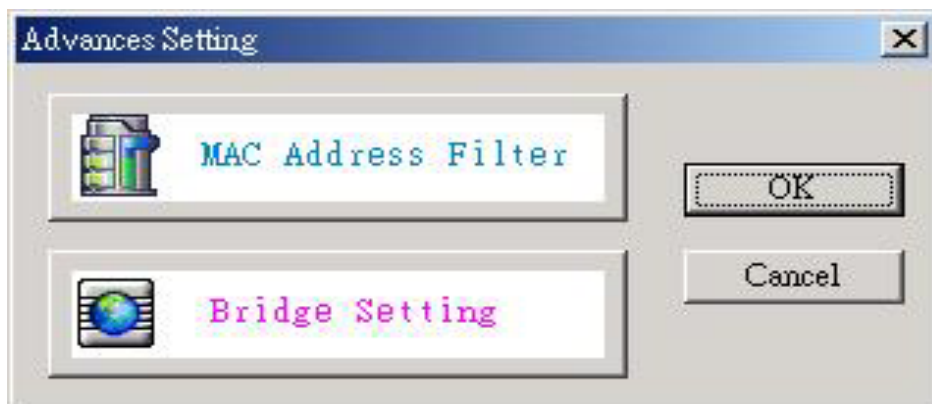 Advances Setting
MAC Address Filter
OK
Bridge Setting
Cancel